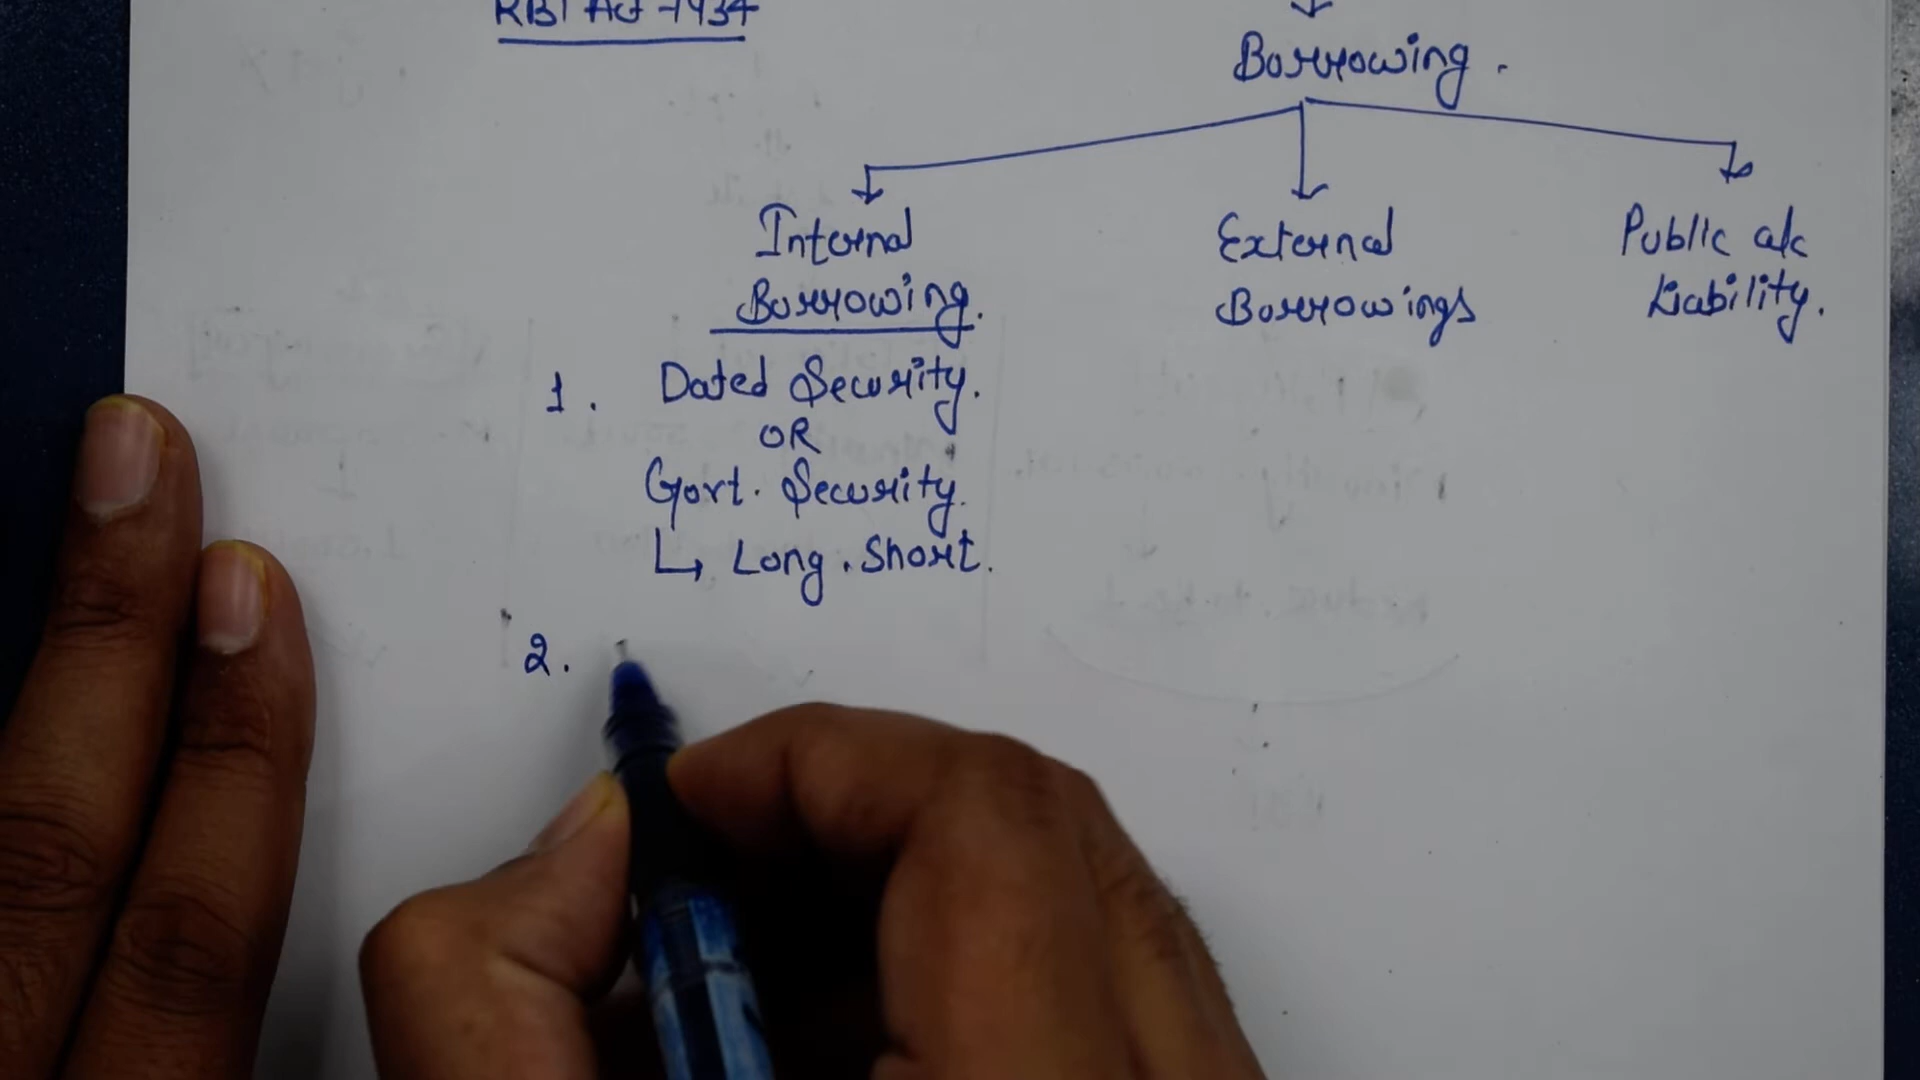 RBI Act - 1934
Borrowing.
Internal
Borrowing.
External
Borrowings
Public a/c
Liability.
1. Dated Security.
OR
Govt. Security.
Long. Short.
2.